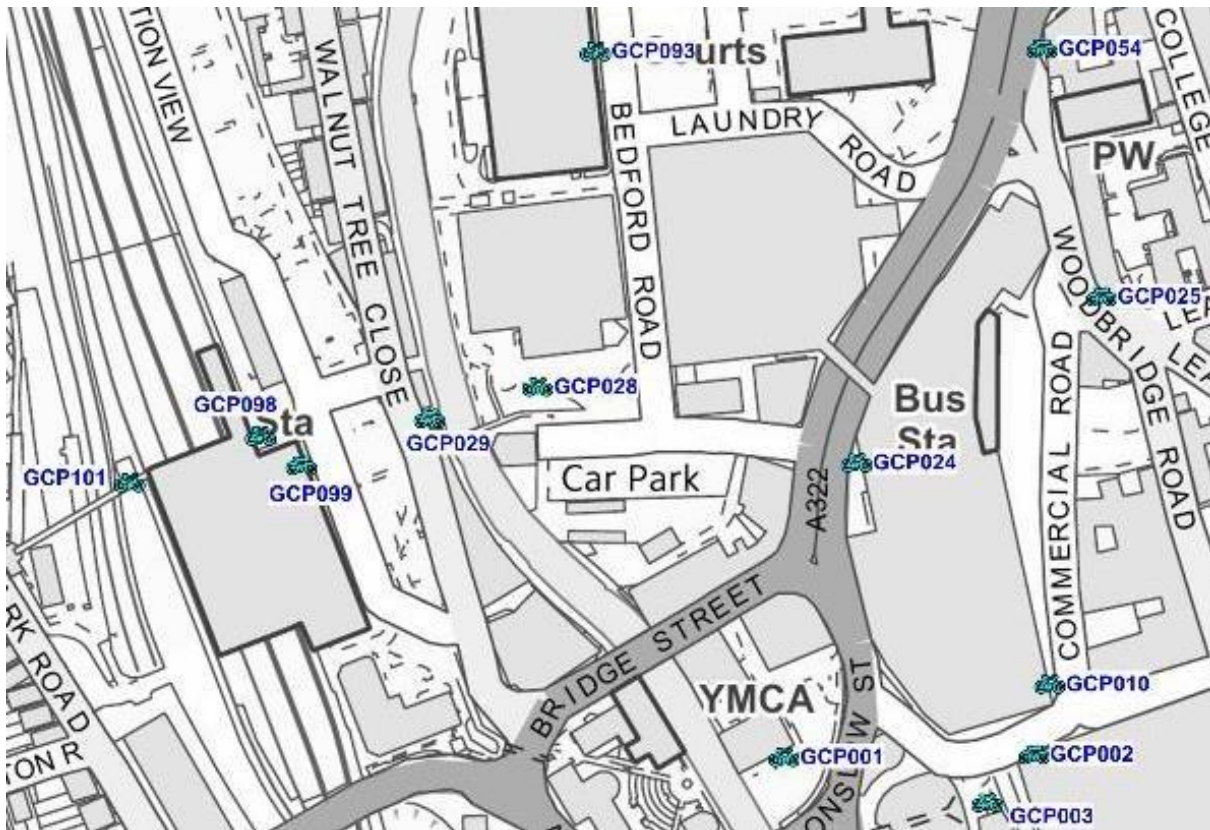 TION VIEW
WALNUT TREE CLOSE
GCP093
urts
GCP054
COLLEGE
LAUNDRY ROAD
BEDFORD ROAD
PW
WOODBRIDGE ROAD
GCP025
GCP028
GCP098
Sta
GCP029
Bus
Sta
COMMERCIAL ROAD
GCP101
GCP099
Car Park
GCP024
A322
BRIDGE STREET
RK ROAD
TON R
YMCA
ONSLOW ST
GCP010
GCP001
GCP002
GCP003